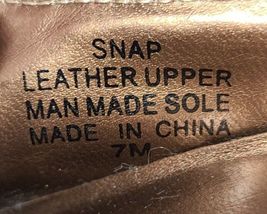 SNAP
LEATHER UPPER
MAN MADE SOLE
MADE IN CHINA
7M